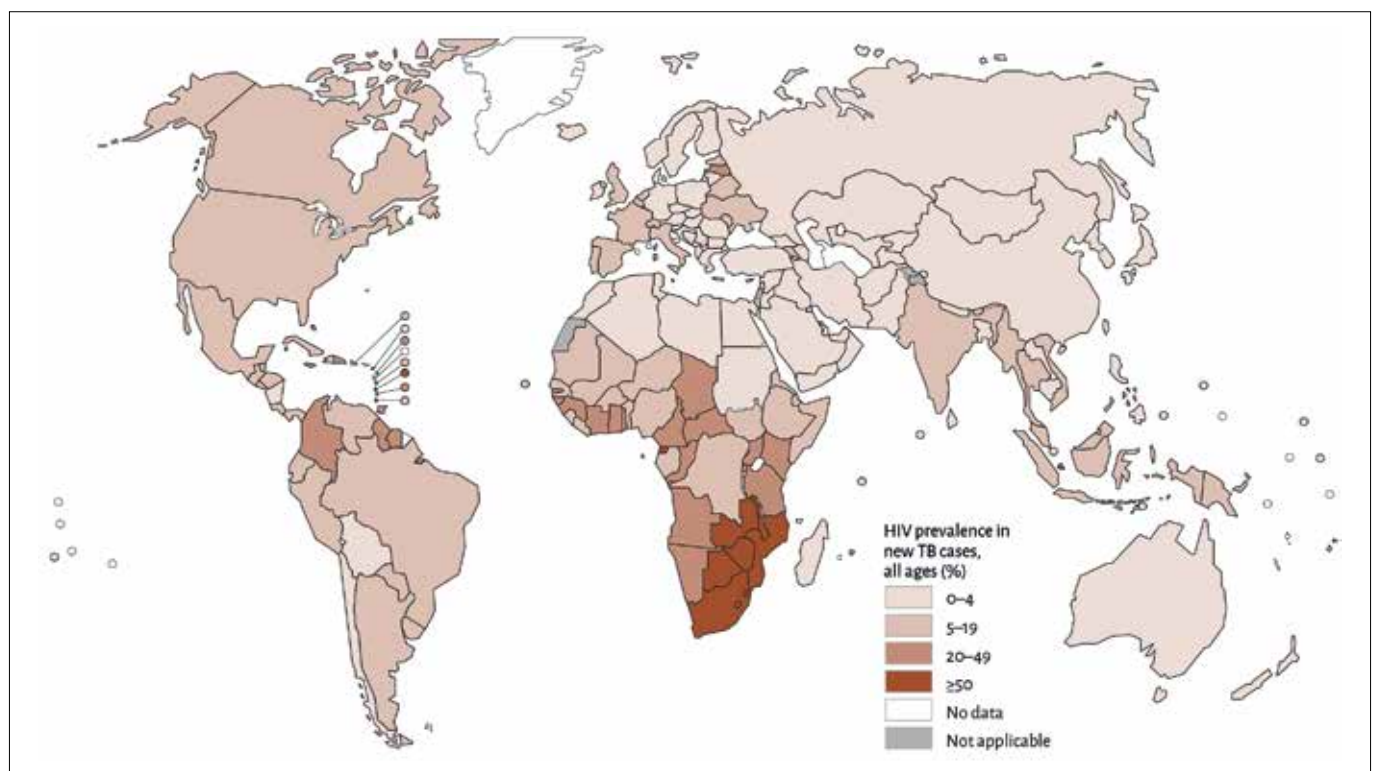 HIV prevalence in
new TB cases,
all ages (%)
0–4
5–19
20–49
≥50
No data
Not applicable